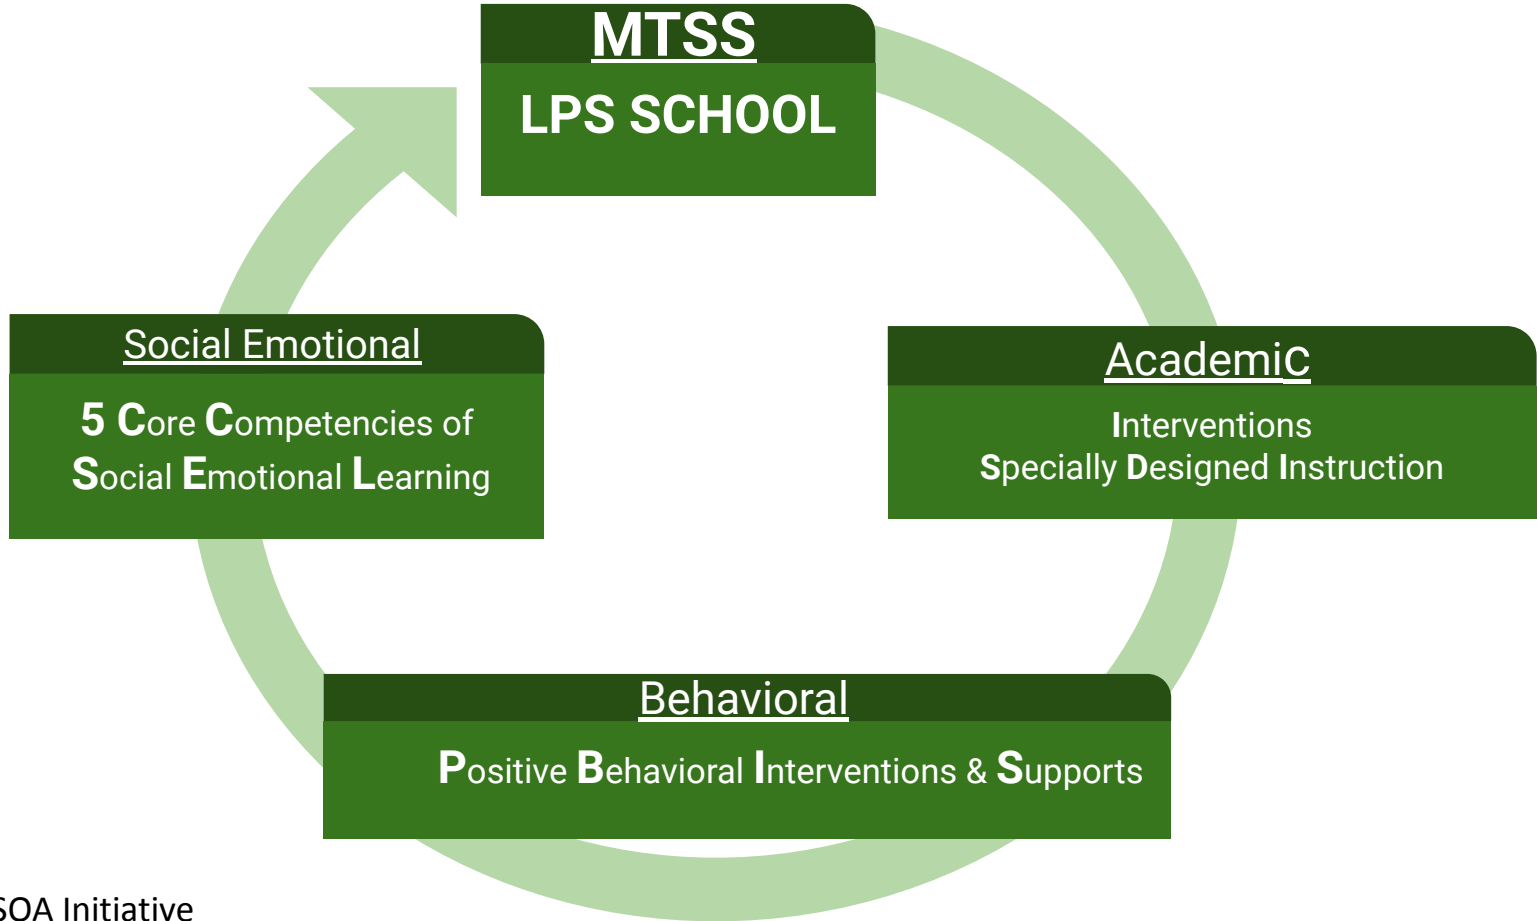 MTSS
LPS SCHOOL
Social Emotional
5 Core Competencies of
Social Emotional Learning
Academic
Interventions
Specially Designed Instruction
Behavioral
Positive Behavioral Interventions & Supports
SOA Initiative